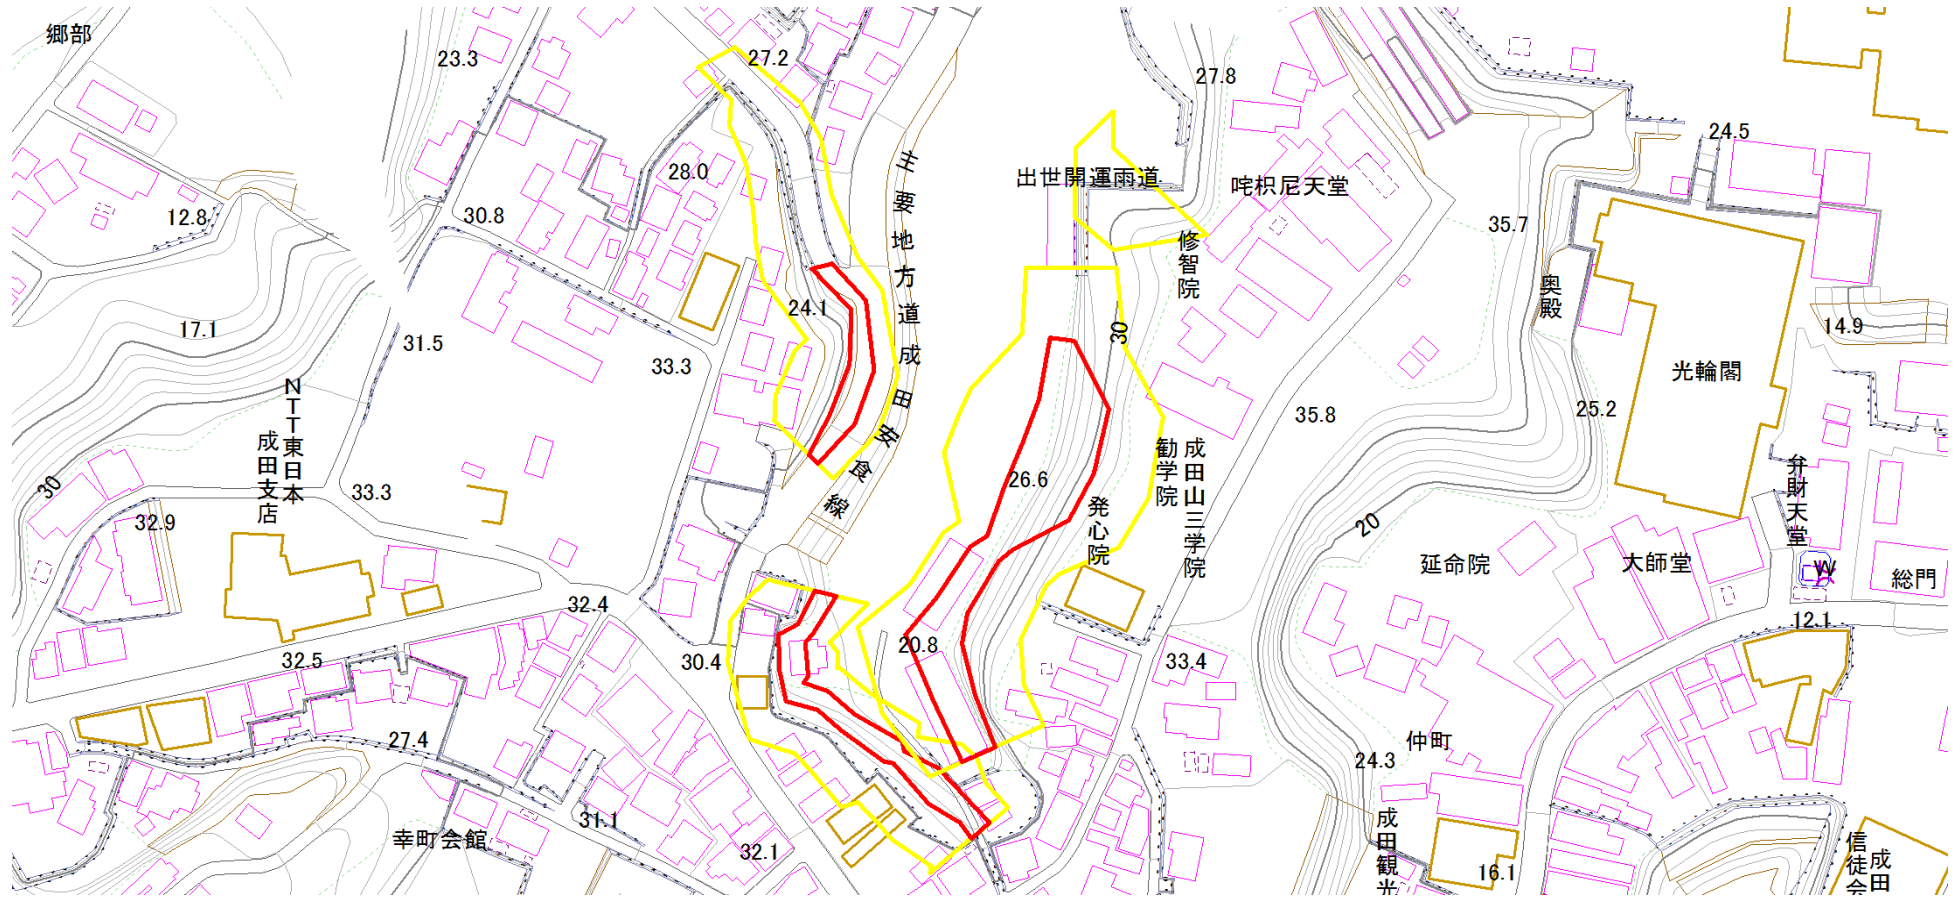 郷部
23.3
27.2
27.8
24.5
12.8
30.8
28.0
主要地方道成田安食線
出世開運雨道
咤枳尼天堂
修智院
35.7
奥殿
17.1
31.5
33.3
24.1
30
14.9
光輪閣
25.2
35.8
NTT東日本
成田支店
30
33.3
32.9
26.6
発心院
成田山三学院
勧学院
20
弁財天堂
延命院
大師堂
W
総門
32.4
32.5
30.4
20.8
33.4
12.1
27.4
仲町
24.3
幸町会館
31.1
32.1
成田観光
16.1
成田
信徒会